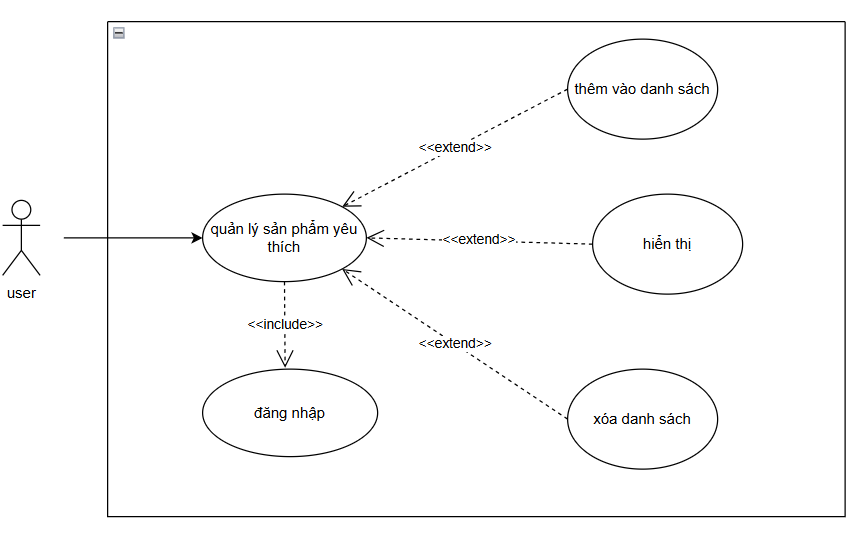 thêm vào danh sách
<<extend>>
quản lý sản phẩm yêu
thích
<<extend>>
hiển thị
user
<<include>>
<<extend>>
đăng nhập
xóa danh sách